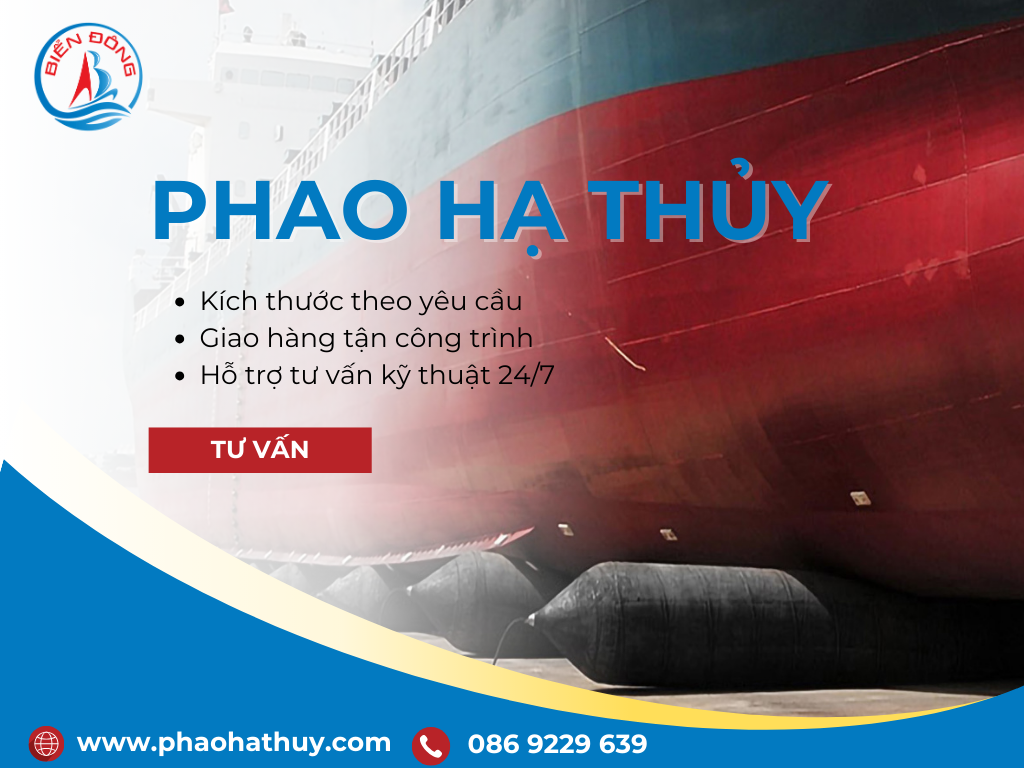 BIỂN ĐÔNG
PHAO HẠ THỦY
Kích thước theo yêu cầu
Giao hàng tận công trình
Hỗ trợ tư vấn kỹ thuật 24/7
TƯ VẤN
www.phaohathuy.com 086 9229 639